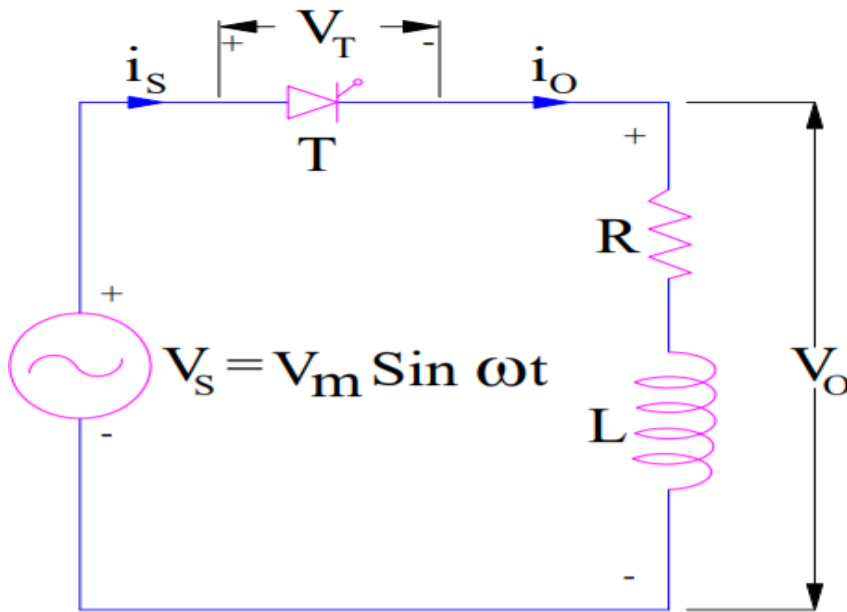 + V_T -
i_S
i_O
T
+
R
+
V_S = V_m Sin ωt
V_O
L
-
-